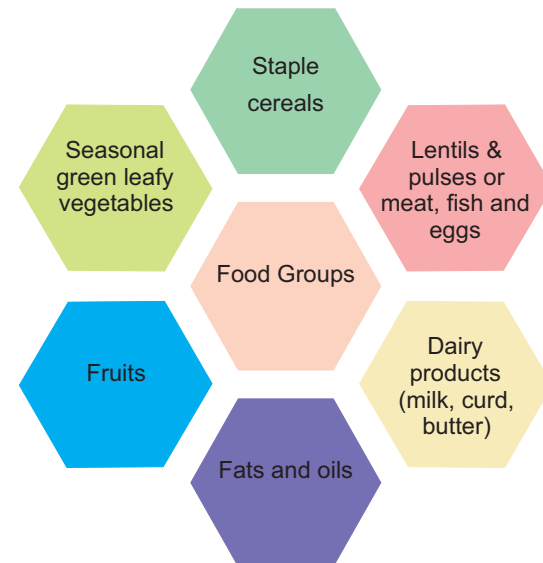 Staple
cereals
Seasonal
green leafy
vegetables
Lentils &
pulses or
meat, fish and
eggs
Food Groups
Fruits
Dairy
products
(milk, curd,
butter)
Fats and oils